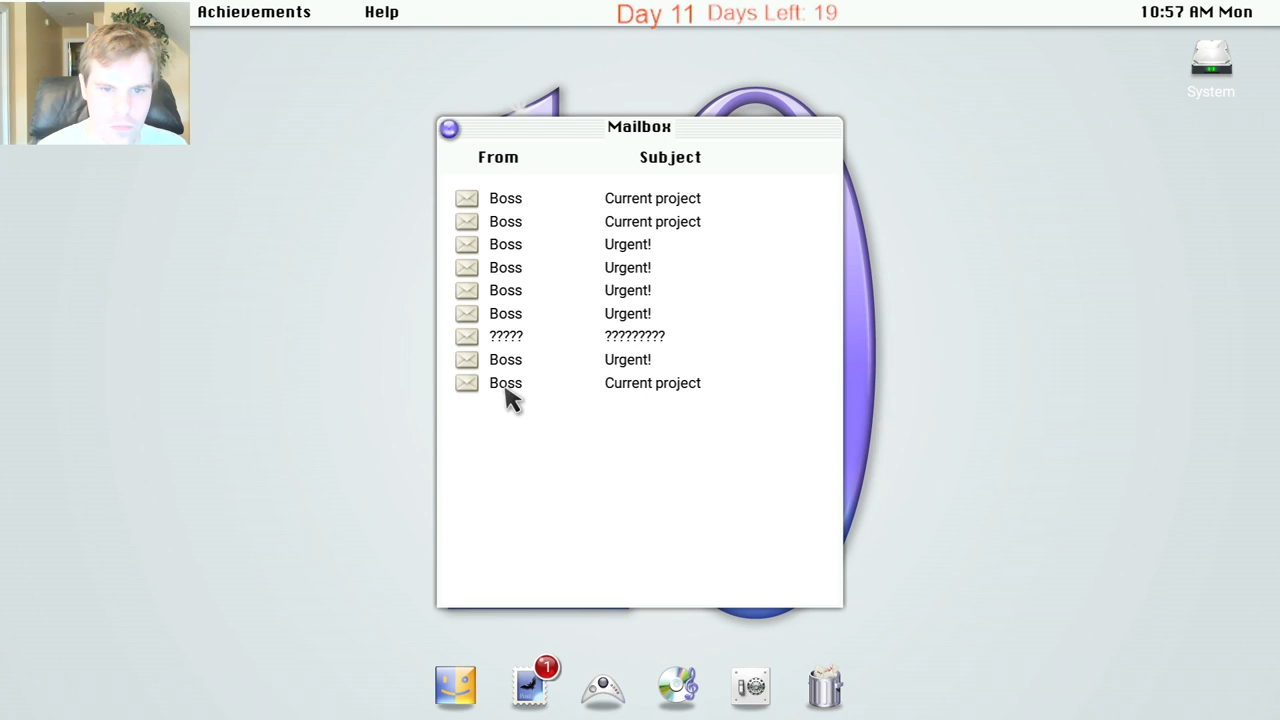 Achievements Help Day 11 Days Left: 19 10:57 AM Mon
System
Mailbox
From Subject
Boss Current project
Boss Current project
Boss Urgent!
Boss Urgent!
Boss Urgent!
Boss Urgent!
????? ?????????
Boss Urgent!
Boss Current project
1